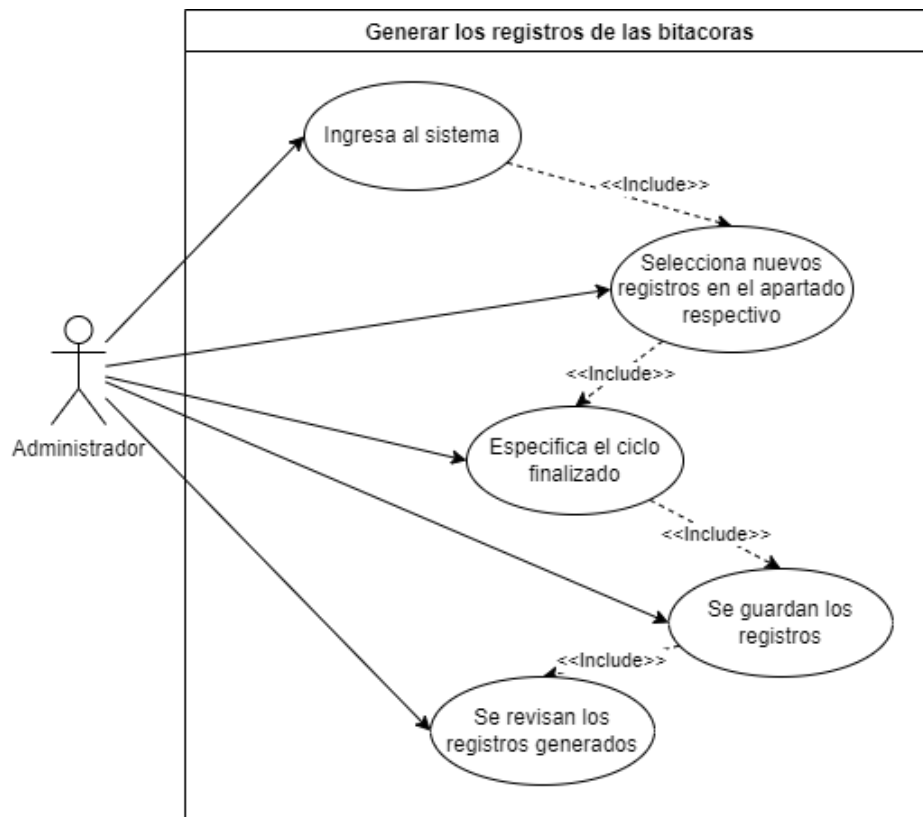 Generar los registros de las bitacoras
Ingresa al sistema
<<Include>>
Selecciona nuevos
registros en el apartado
respectivo
<<Include>>
Administrador
Especifica el ciclo
finalizado
<<Include>>
Se guardan los
registros
<<Include>>
Se revisan los
registros generados